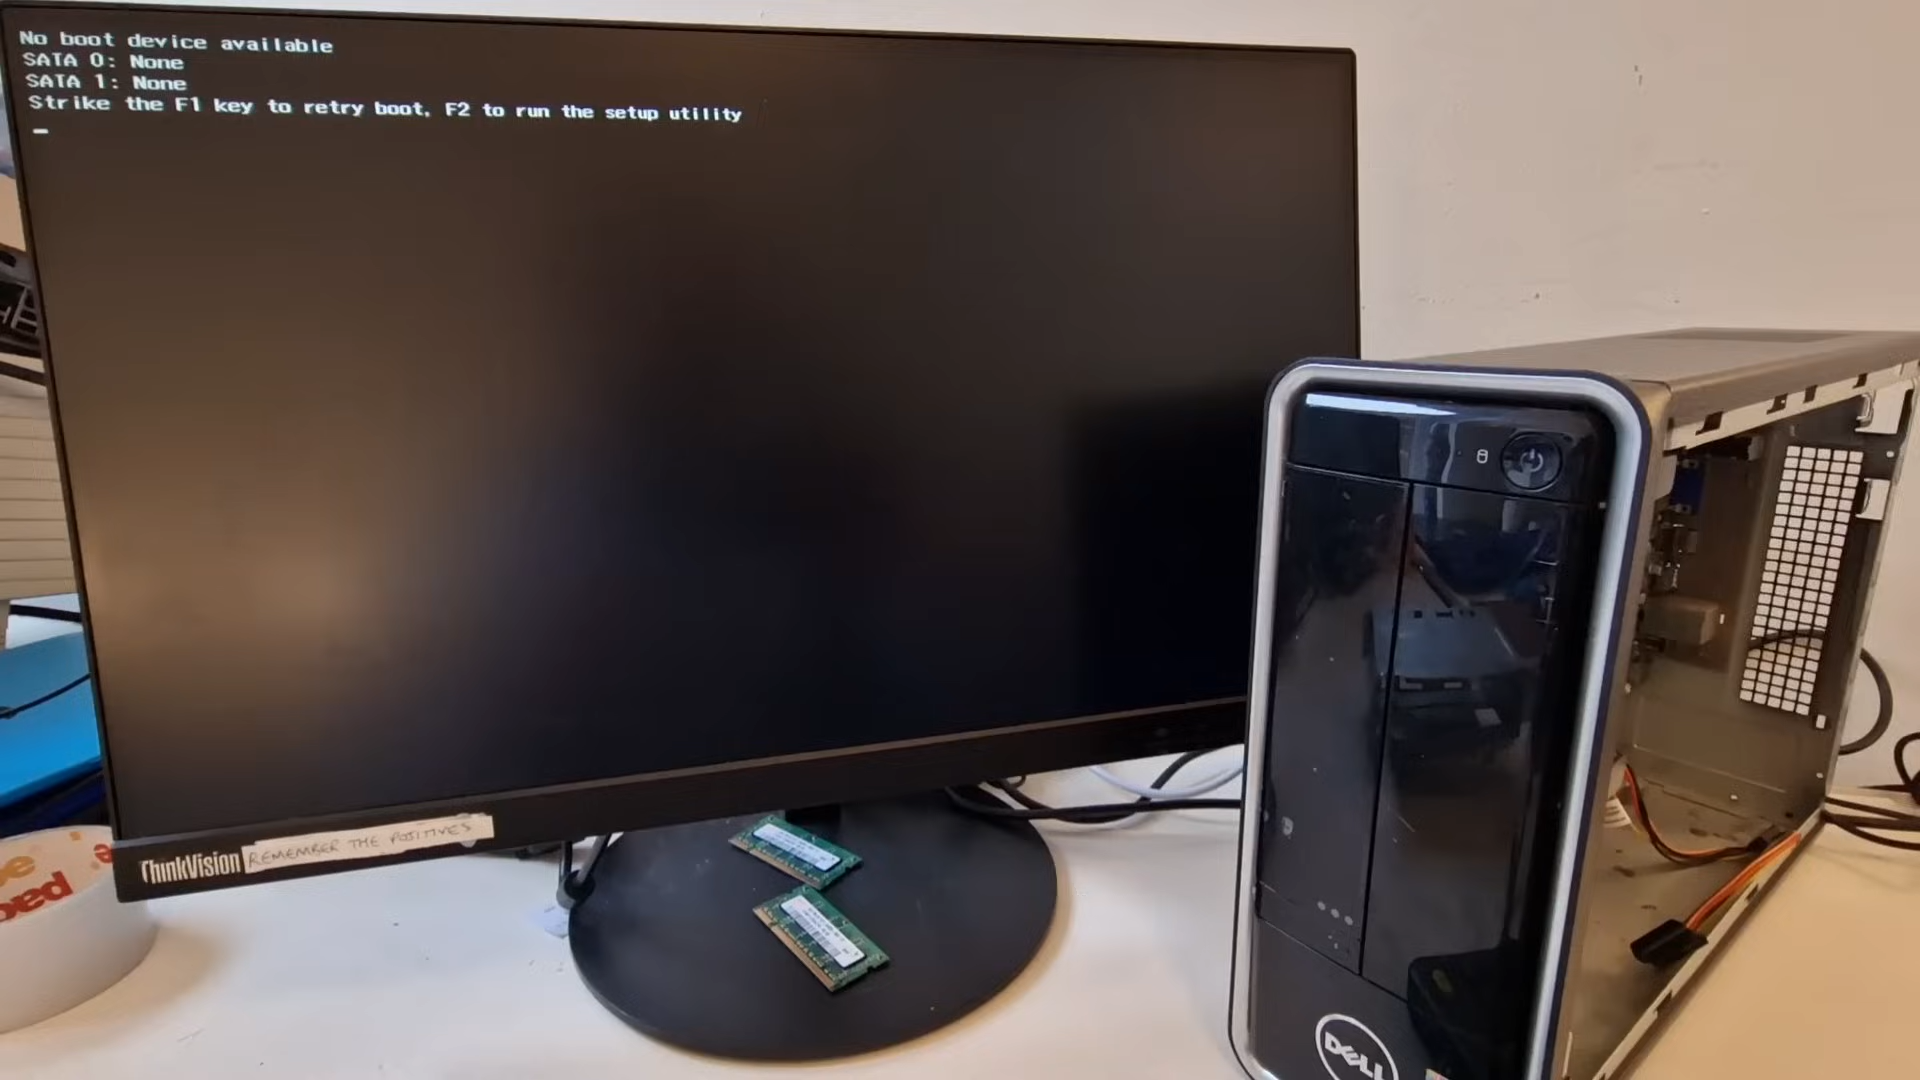 No boot device available
SATA 0: None
SATA 1: None
Strike the F1 key to retry boot, F2 to run the setup utility
ThinkVision
REMEMBER THE POSITIVES
DELL